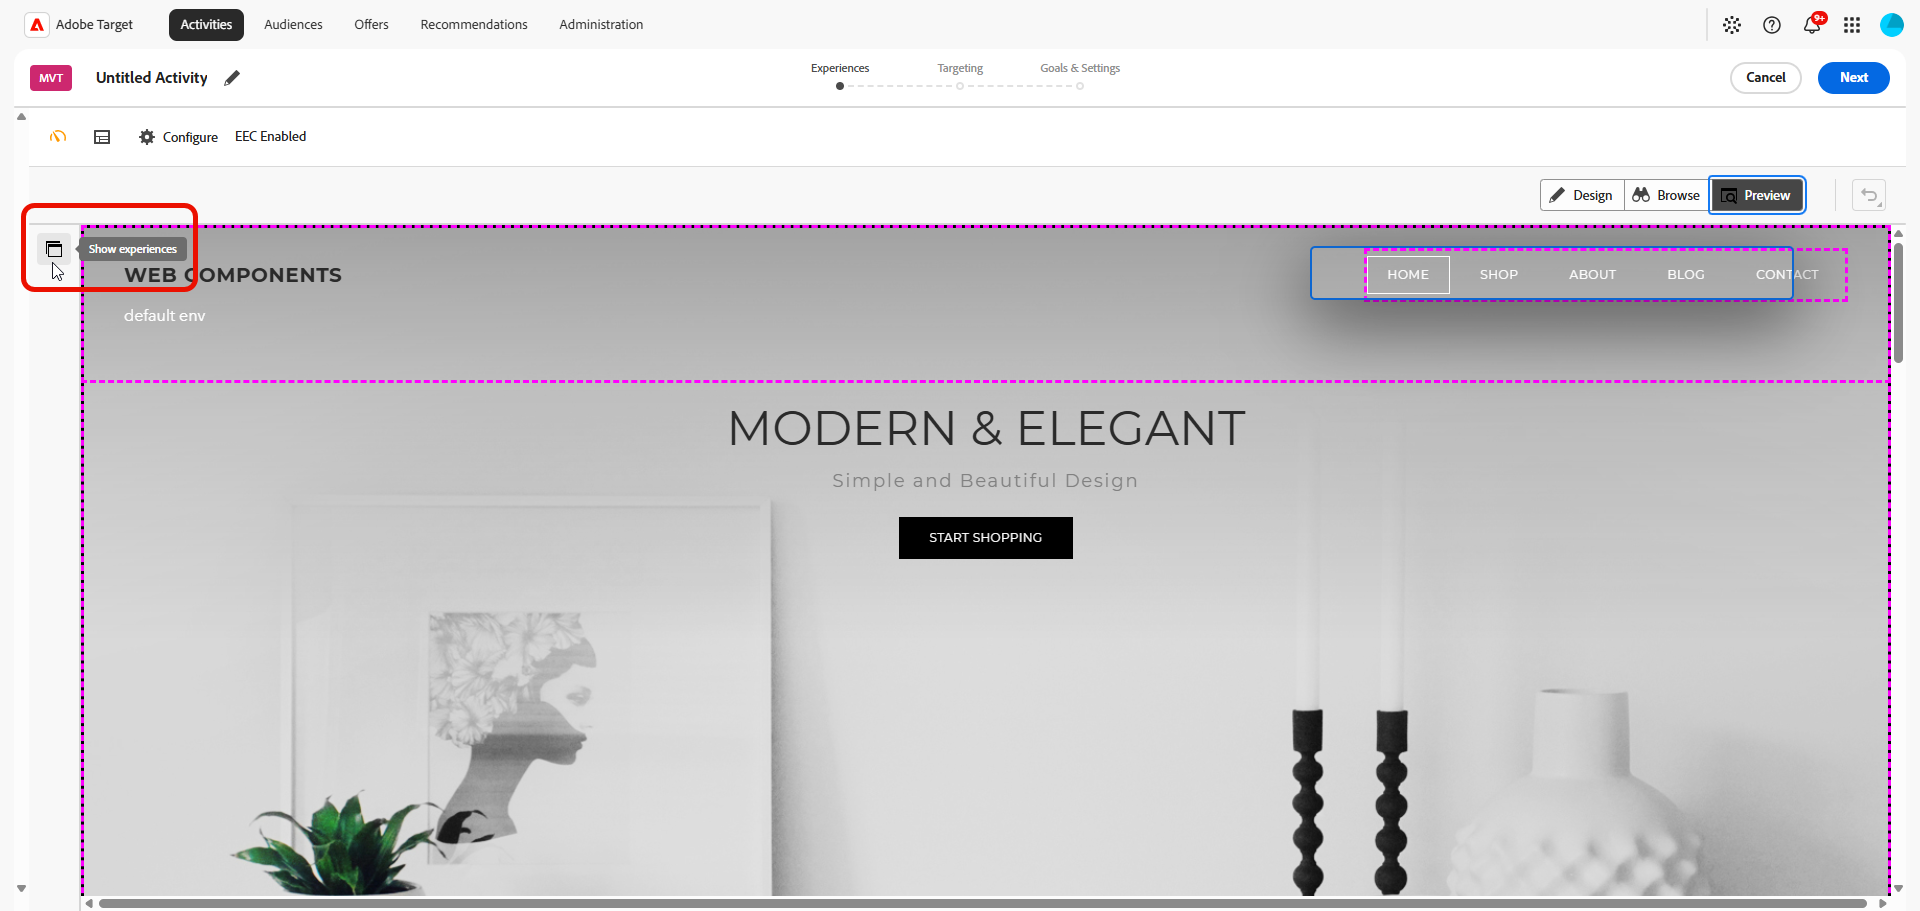 Adobe Target
Activities
Audiences
Offers
Recommendations
Administration
9+
MVT
Untitled Activity
Experiences
Targeting
Goals & Settings
Cancel
Next
Configure
EEC Enabled
Design
Browse
Preview
Show experiences
WEB COMPONENTS
default env
HOME
SHOP
ABOUT
BLOG
CONTACT
MODERN & ELEGANT
Simple and Beautiful Design
START SHOPPING